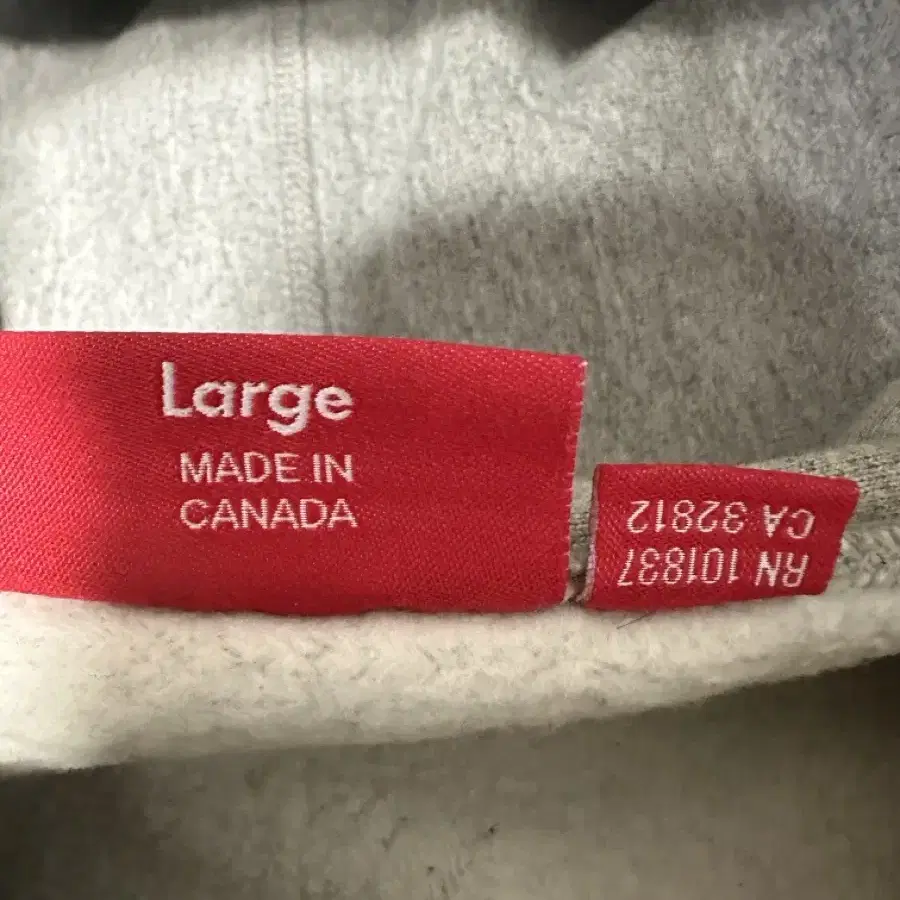 Large
MADE IN
CANADA
RN 101837
CA 32812